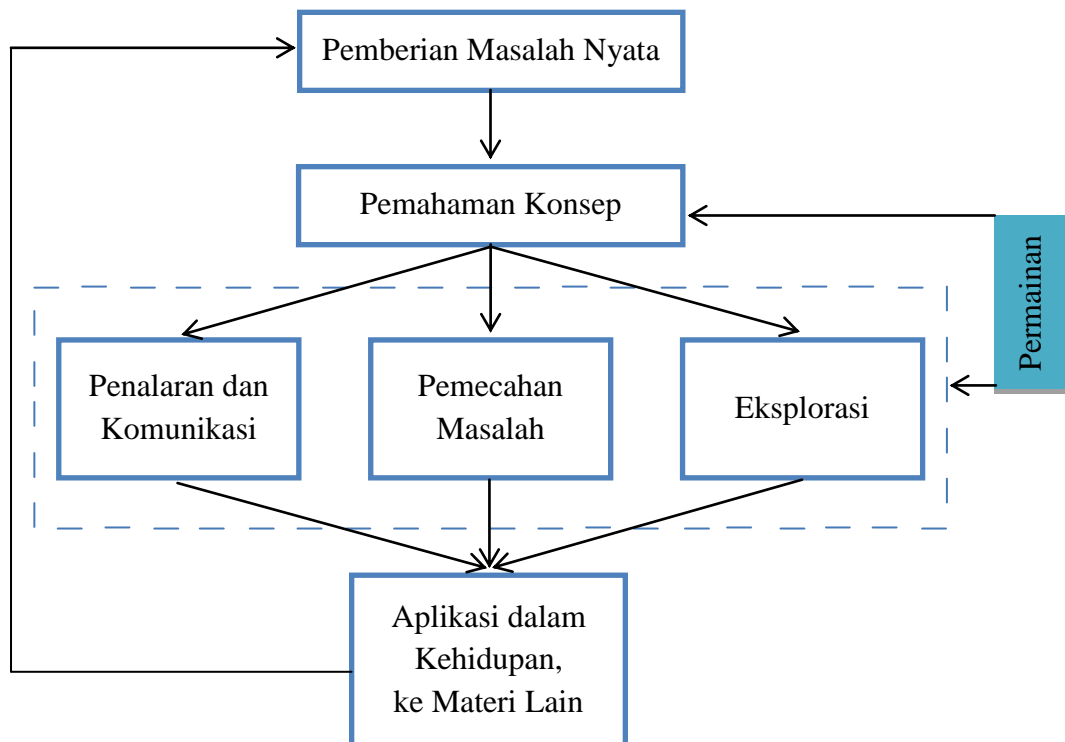 Pemberian Masalah Nyata
Pemahaman Konsep
Permainan
Penalaran dan
Komunikasi
Pemecahan
Masalah
Eksplorasi
Aplikasi dalam
Kehidupan,
ke Materi Lain